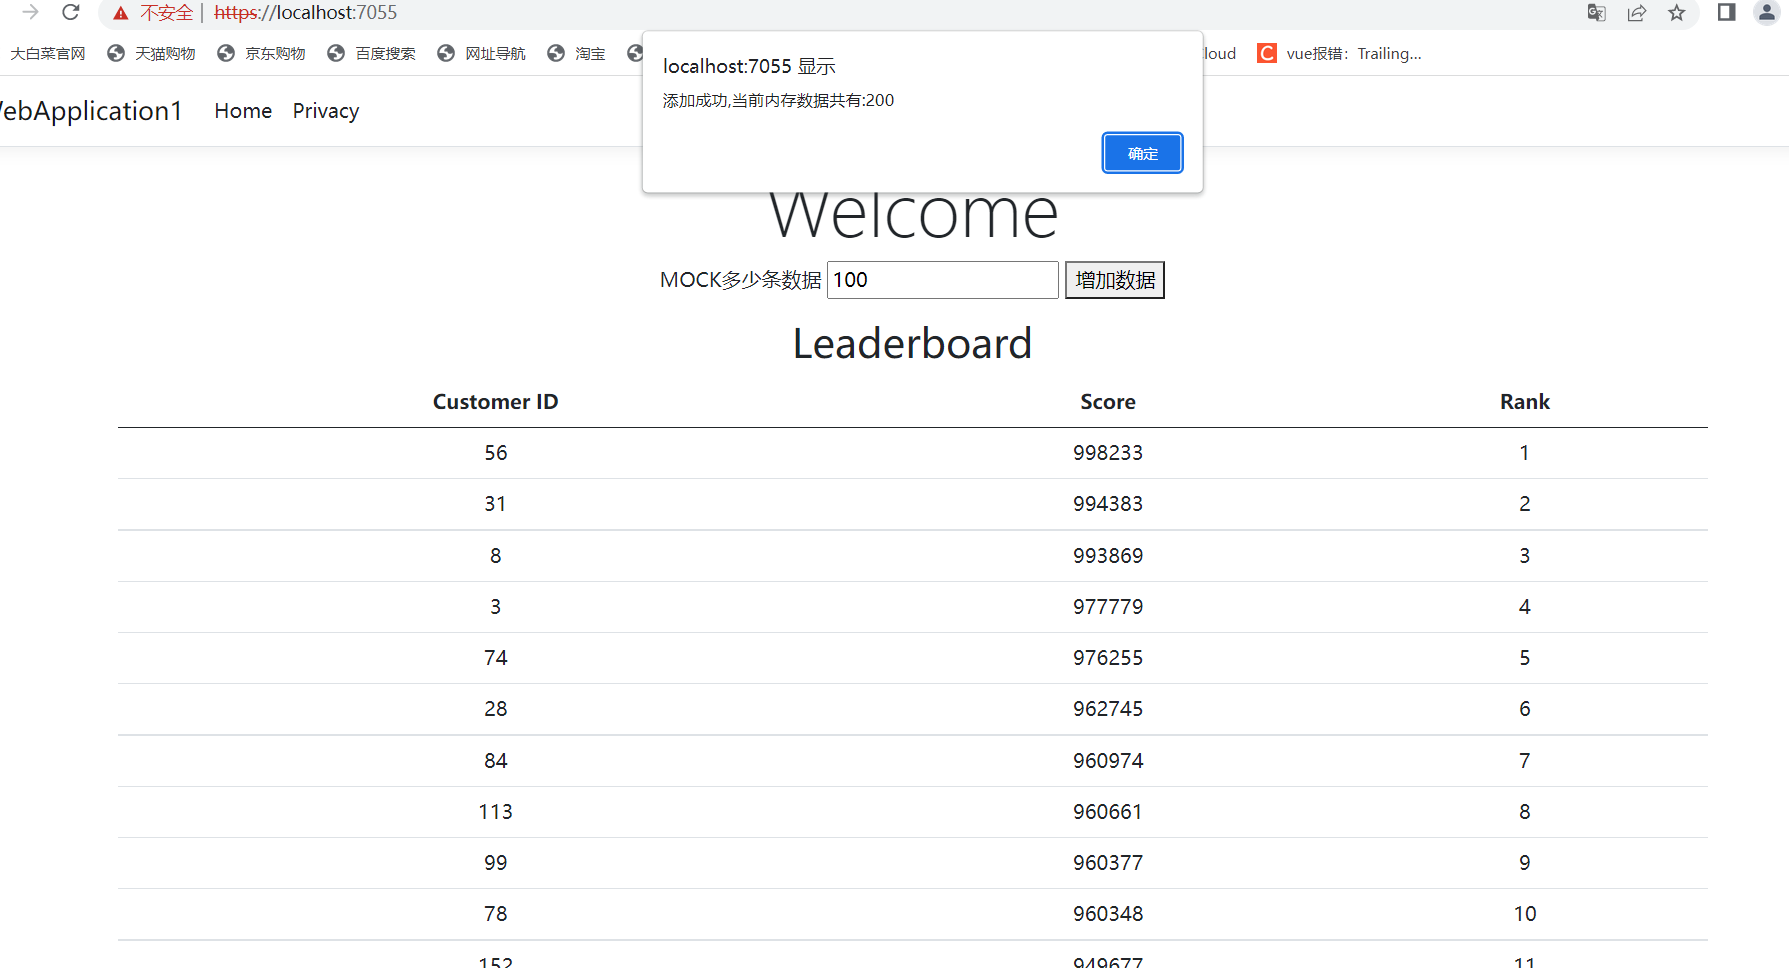 不安全 https://localhost:7055
大白菜官网 天猫购物 京东购物 百度搜索 网址导航 淘宝 loud vue报错：Trailing...
localhost:7055 显示
添加成功,当前内存数据共有:200
确定
ebApplication1 Home Privacy
Welcome
MOCK多少条数据 100 增加数据
Leaderboard
Customer ID Score Rank
56 998233 1
31 994383 2
8 993869 3
3 977779 4
74 976255 5
28 962745 6
84 960974 7
113 960661 8
99 960377 9
78 960348 10
152 949677 11